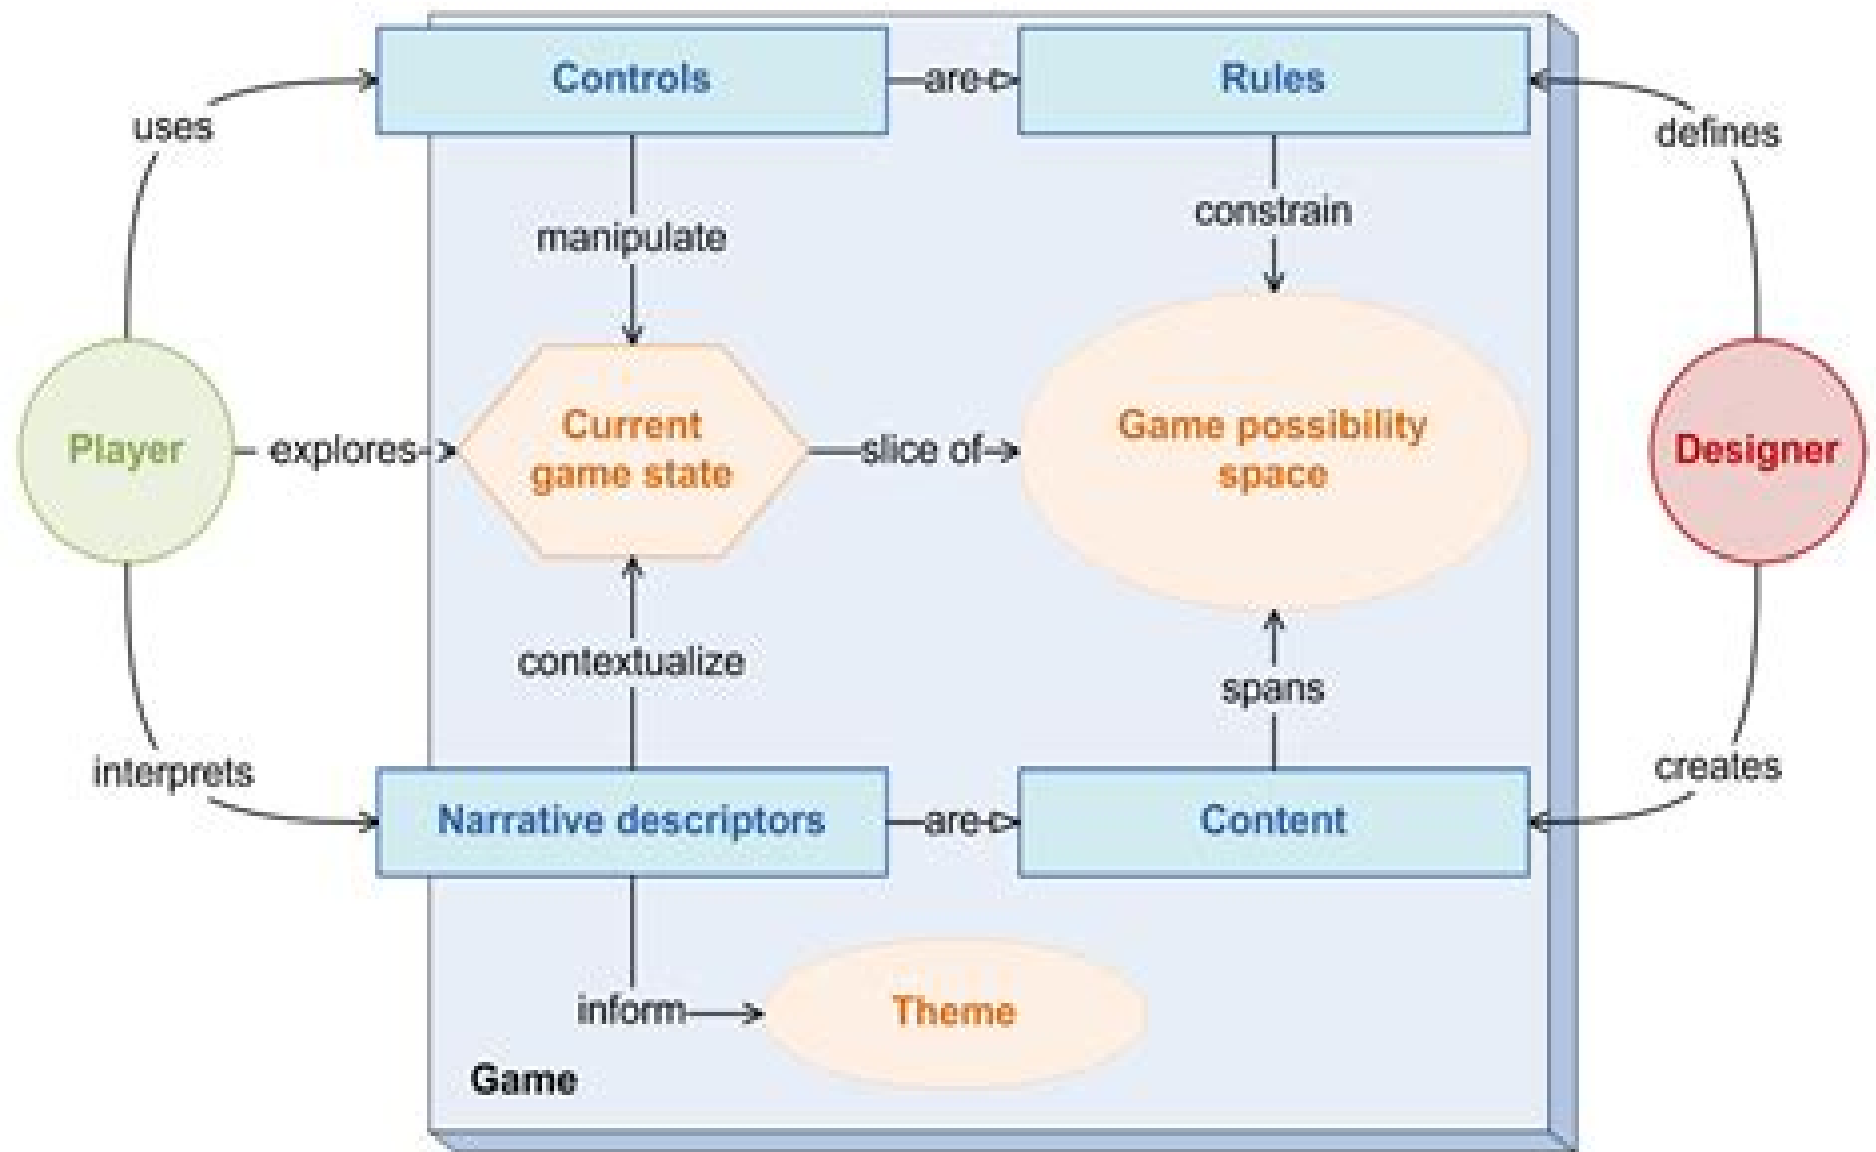 Controls
are
Rules
uses
defines
manipulate
constrain
Player
explores
Current
game state
slice of
Game possibility
space
Designer
contextualize
spans
interprets
creates
Narrative descriptors
are
Content
inform
Theme
Game